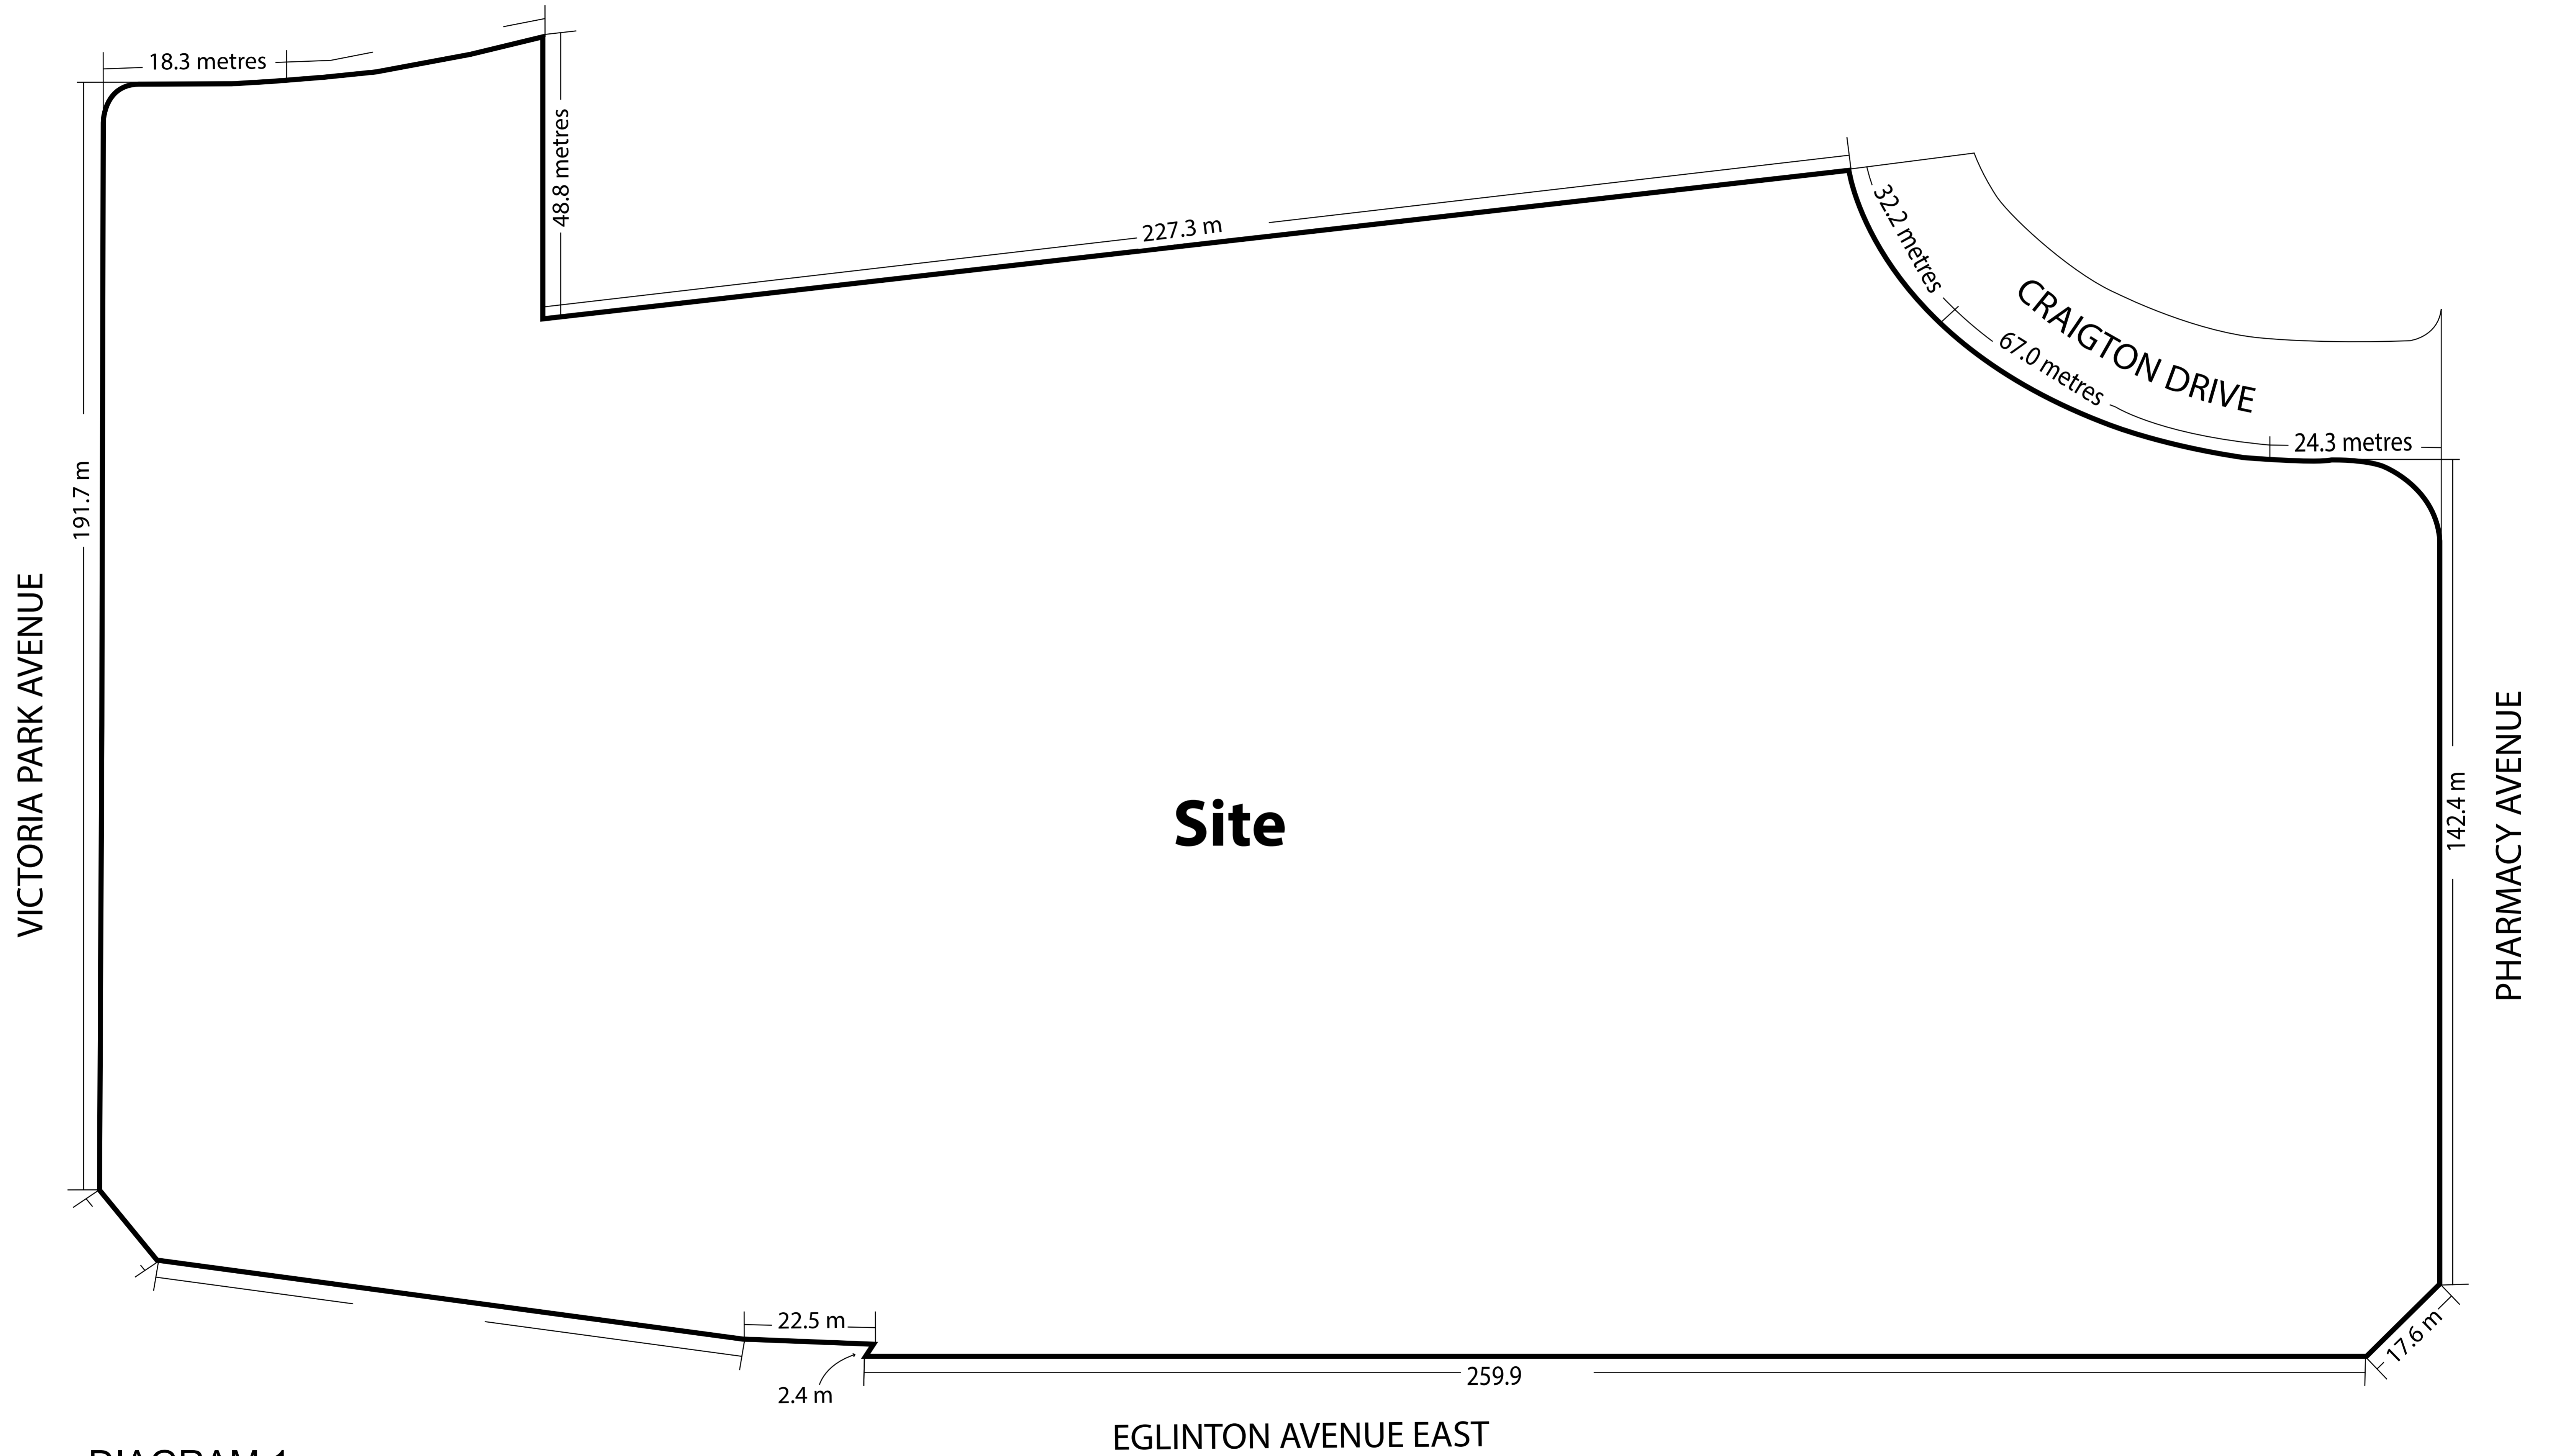 18.3 metres
48.8 metres
227.3 m
32.2 metres
CRAIGTON DRIVE
67.0 metres
24.3 metres
191.7 m
VICTORIA PARK AVENUE
Site
142.4 m
PHARMACY AVENUE
22.5 m
17.6 m
2.4 m
259.9
EGLINTON AVENUE EAST
DIAGRAM 1